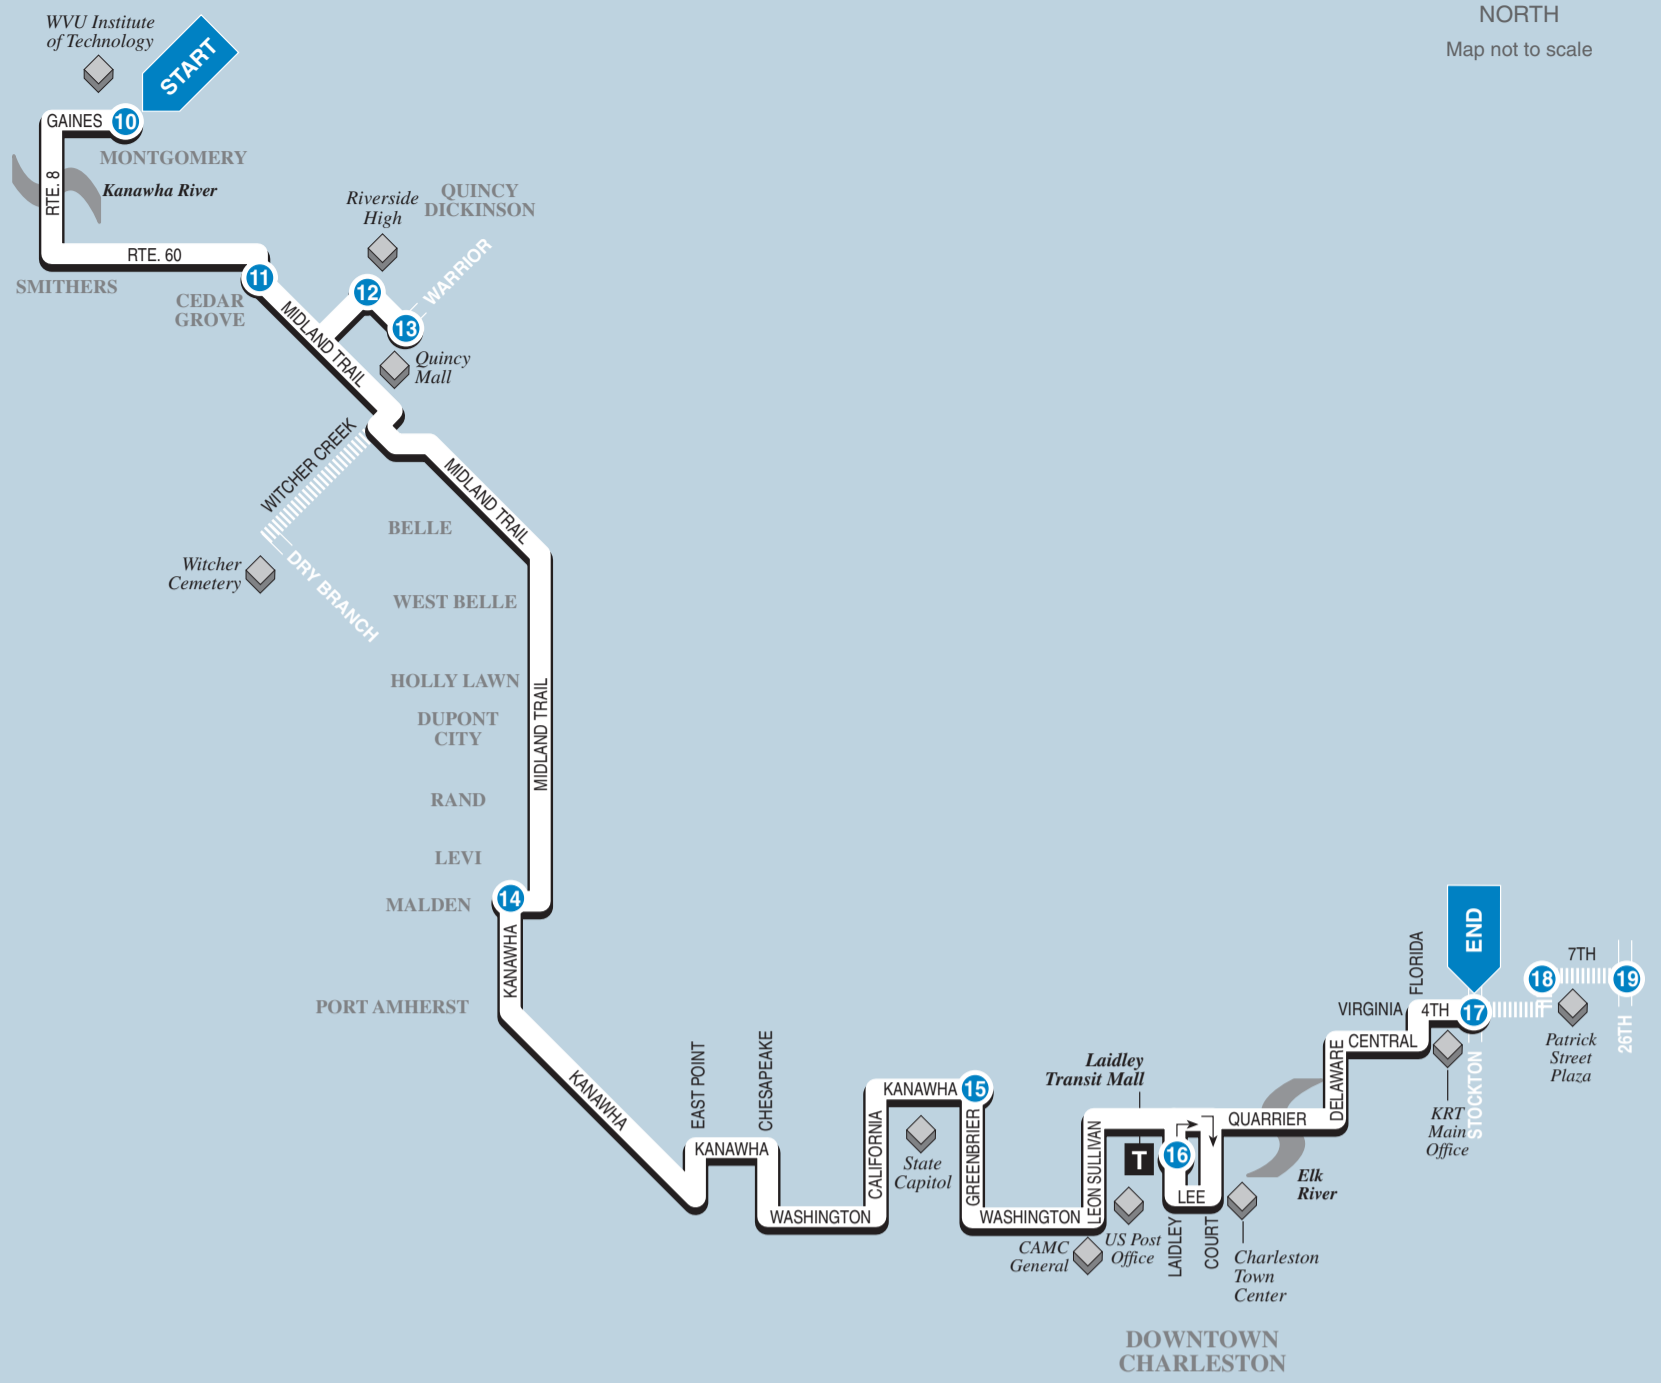 NORTH
Map not to scale
WVU Institute
of Technology
START
GAINES
10
MONTGOMERY
RTE. 8
Kanawha River
RTE. 60
SMITHERS
11
CEDAR
GROVE
Riverside
High
QUINCY
DICKINSON
WARRIOR
12
13
MIDLAND TRAIL
Quincy
Mall
WITCHER CREEK
Witcher
Cemetery
DRY BRANCH
MIDLAND TRAIL
BELLE
WEST BELLE
HOLLY LAWN
DUPONT
CITY
MIDLAND TRAIL
RAND
LEVI
MALDEN
14
KANAWHA
PORT AMHERST
KANAWHA
EAST POINT
CHESAPEAKE
KANAWHA
WASHINGTON
CALIFORNIA
KANAWHA
15
State
Capitol
GREENBRIER
WASHINGTON
LEON SULLIVAN
CAMC
General
US Post
Office
Laidley
Transit Mall
T
16
LEE
LAIDLEY
COURT
Charleston
Town
Center
QUARRIER
Elk
River
DELAWARE
CENTRAL
VIRGINIA
FLORIDA
4TH
17
END
STOCKTON
KRT
Main
Office
18
7TH
19
26TH
Patrick
Street
Plaza
DOWNTOWN
CHARLESTON